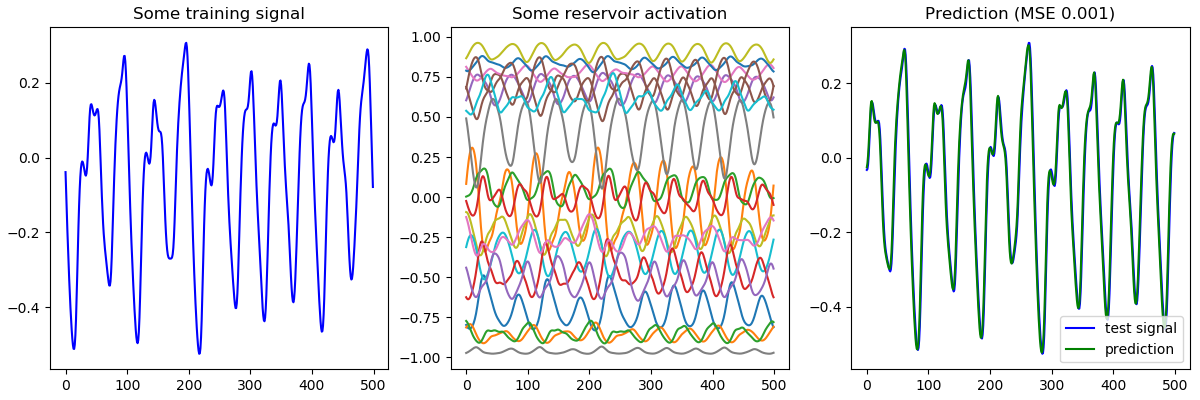 Some training signal
0.2
0.0
−0.2
−0.4
0 100 200 300 400 500
Some reservoir activation
1.00
0.75
0.50
0.25
0.00
−0.25
−0.50
−0.75
−1.00
0 100 200 300 400 500
Prediction (MSE 0.001)
0.2
0.0
−0.2
−0.4
test signal
prediction
0 100 200 300 400 500